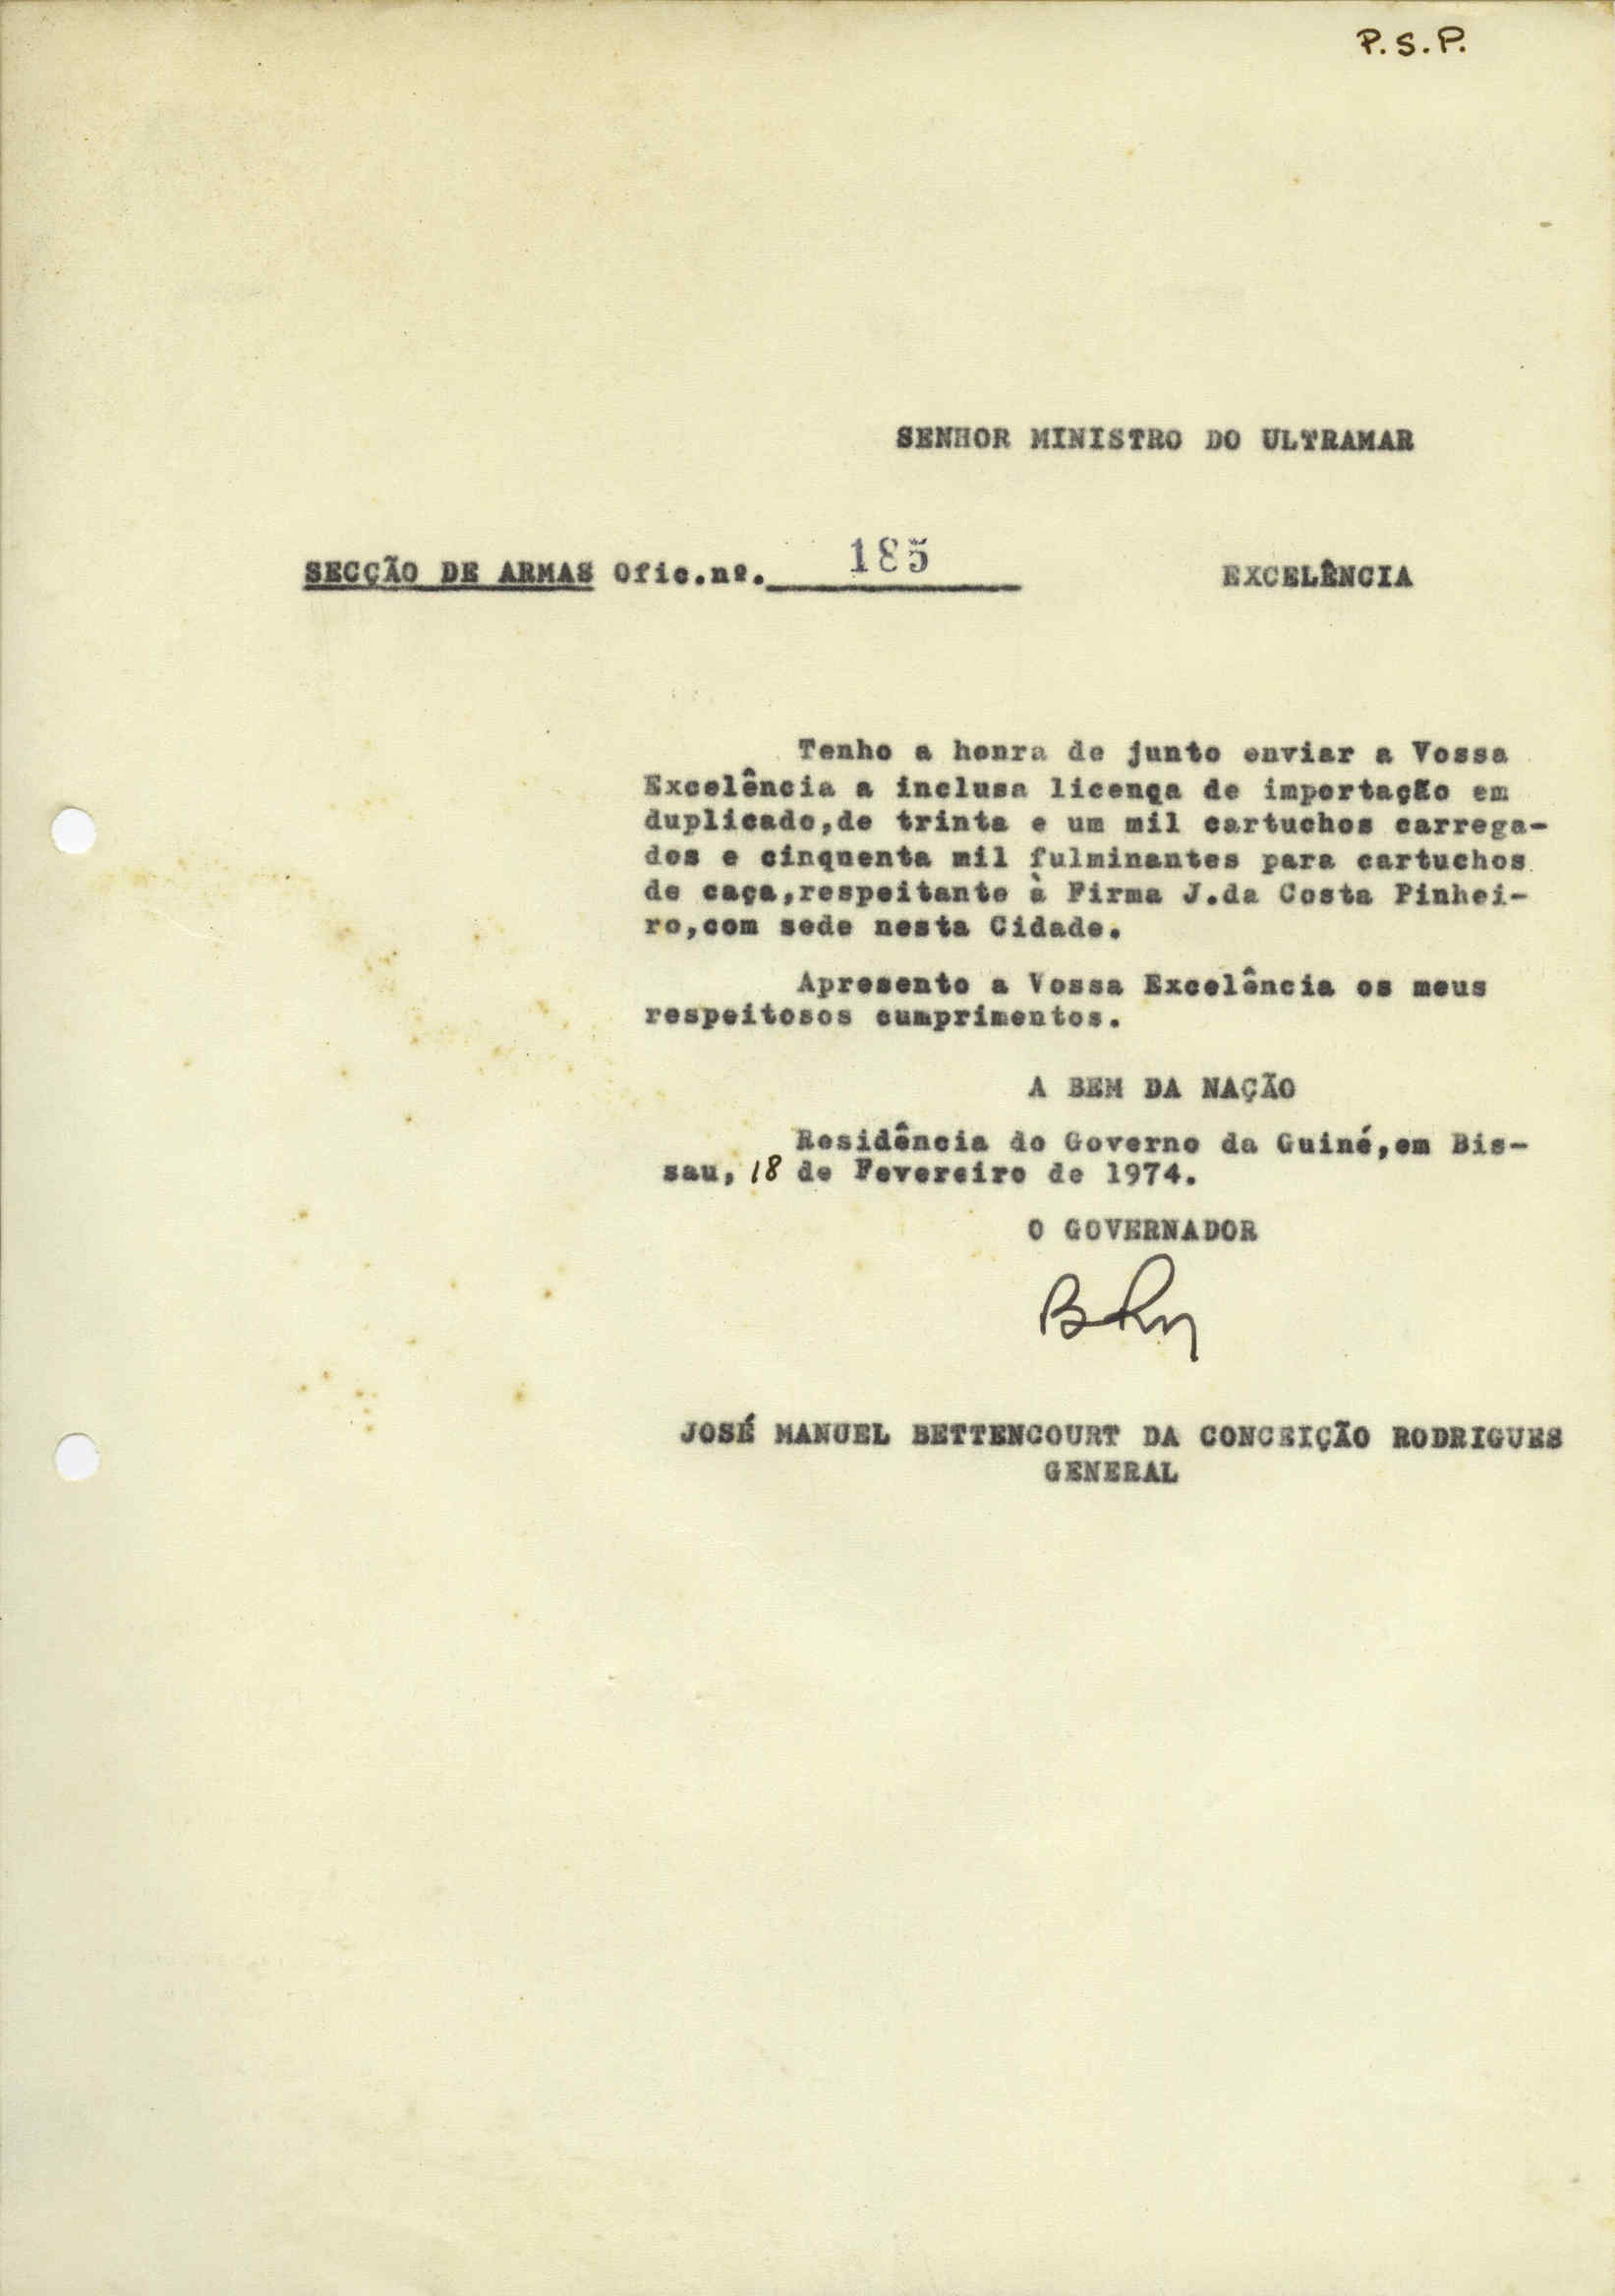 P.S.P.
SENHOR MINISTRO DO ULTRAMAR
SECÇÃO DE ARMAS Ofic.nº. 185
EXCELÊNCIA
Tenho a honra de junto enviar a Vossa
Excelência a inclusa licença de importação em
duplicado,de trinta e um mil cartuchos carrega-
dos e cinquenta mil fulminantes para cartuchos
de caça,respeitante à Firma J.da Costa Pinhei-
ro,com sede nesta Cidade.
Apresento a Vossa Excelência os meus
respeitosos cumprimentos.
A BEM DA NAÇÃO
Residência do Governo da Guiné,em Bis-
sau, 18 de Fevereiro de 1974.
O GOVERNADOR
JOSÉ MANUEL BETTENCOURT DA CONCEIÇÃO RODRIGUES
GENERAL